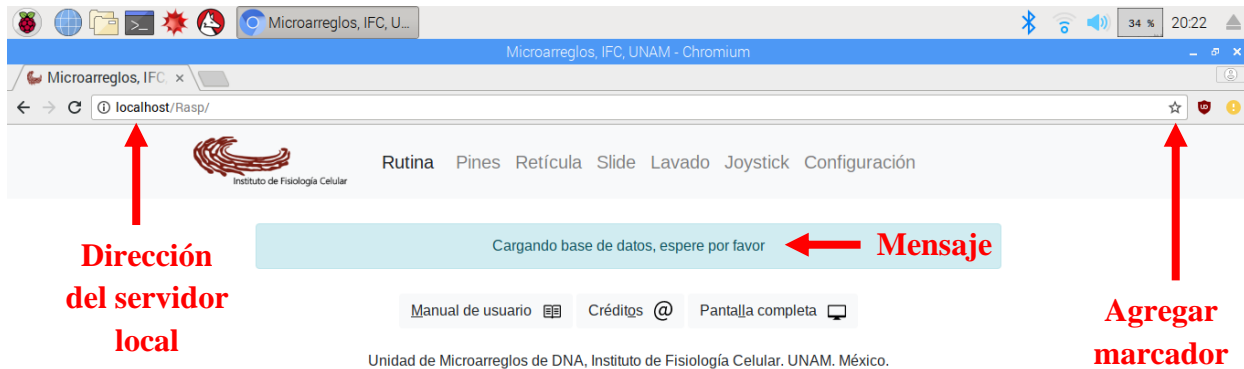 Microarreglos, IFC, U...
34 %
20:22
Microarreglos, IFC, UNAM - Chromium
Microarreglos, IFC,
localhost/Rasp/
Instituto de Fisiología Celular
Rutina Pines Retícula Slide Lavado Joystick Configuración
Cargando base de datos, espere por favor
Mensaje
Dirección
del servidor
local
Manual de usuario
Créditos @
Pantalla completa
Agregar
marcador
Unidad de Microarreglos de DNA, Instituto de Fisiología Celular. UNAM. México.